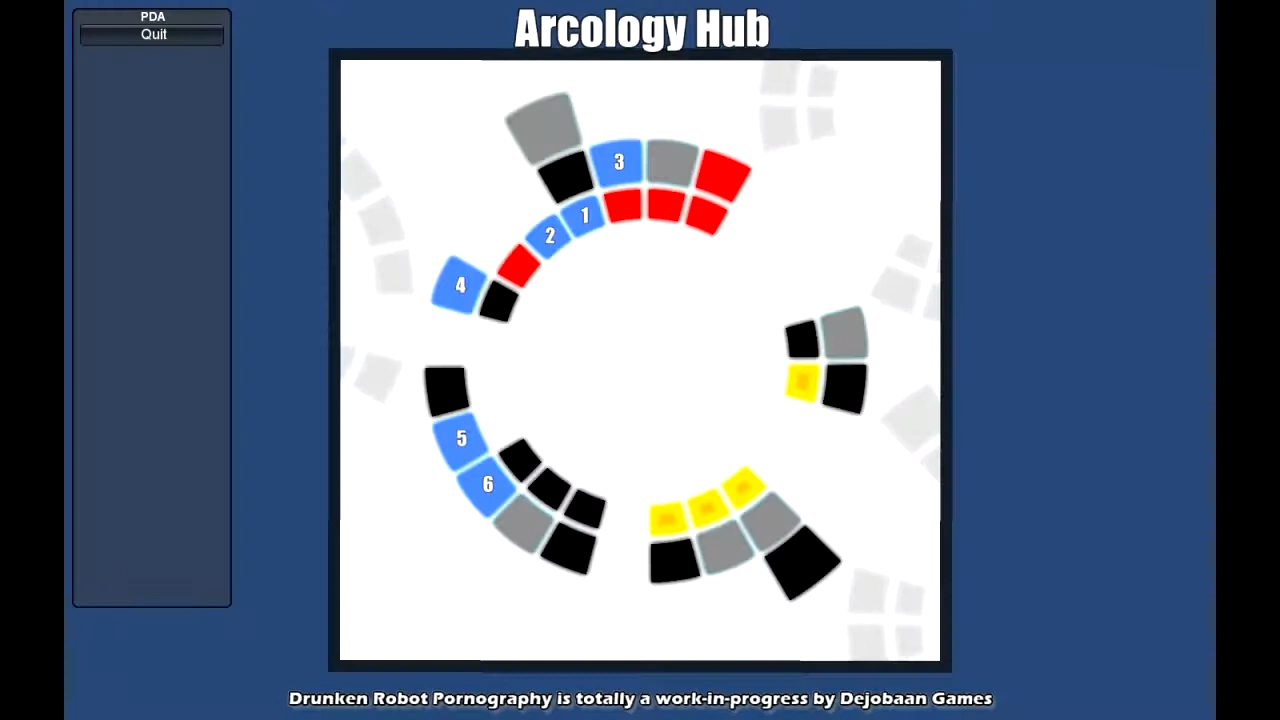 PDA
Quit
Arcology Hub
3
1
2
4
5
6
Drunken Robot Pornography is totally a work-in-progress by Dejobaan Games